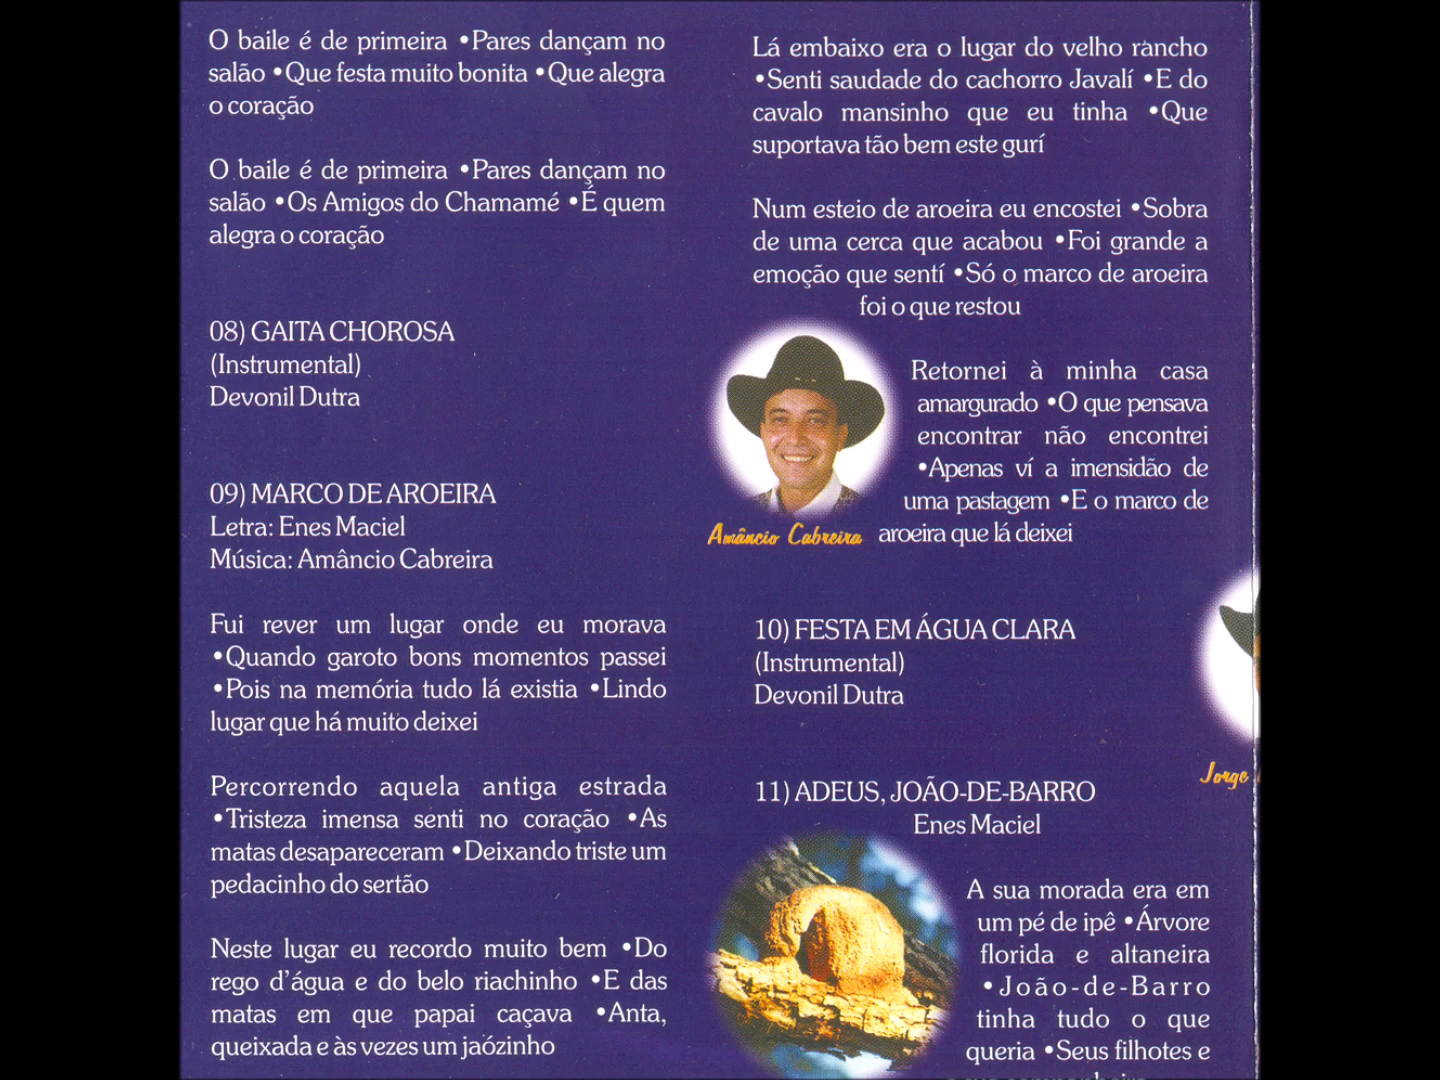 O baile é de primeira •Pares dançam no
salão •Que festa muito bonita •Que alegra
o coração
O baile é de primeira •Pares dançam no
salão •Os Amigos do Chamamé •É quem
alegra o coração
08) GAITA CHOROSA
(Instrumental)
Devonil Dutra
09) MARCO DE AROEIRA
Letra: Enes Maciel
Música: Amâncio Cabreira
Fui rever um lugar onde eu morava
•Quando garoto bons momentos passei
•Pois na memória tudo lá existia •Lindo
lugar que há muito deixei
Percorrendo aquela antiga estrada
•Tristeza imensa senti no coração •As
matas desapareceram •Deixando triste um
pedacinho do sertão
Neste lugar eu recordo muito bem •Do
rego d'água e do belo riachinho •E das
matas em que papai caçava •Anta,
queixada e às vezes um jaózinho
Lá embaixo era o lugar do velho rancho
•Senti saudade do cachorro Javalí •E do
cavalo mansinho que eu tinha •Que
suportava tão bem este gurí
Num esteio de aroeira eu encostei •Sobra
de uma cerca que acabou •Foi grande a
emoção que sentí •Só o marco de aroeira
foi o que restou
Retornei à minha casa
amargurado •O que pensava
encontrar não encontrei
•Apenas ví a imensidão de
uma pastagem •E o marco de
aroeira que lá deixei
Amâncio Cabreira
10) FESTA EM ÁGUA CLARA
(Instrumental)
Devonil Dutra
Jorge
11) ADEUS, JOÃO-DE-BARRO
Enes Maciel
A sua morada era em
um pé de ipê •Árvore
florida e altaneira
•João-de-Barro
tinha tudo o que
queria •Seus filhotes e